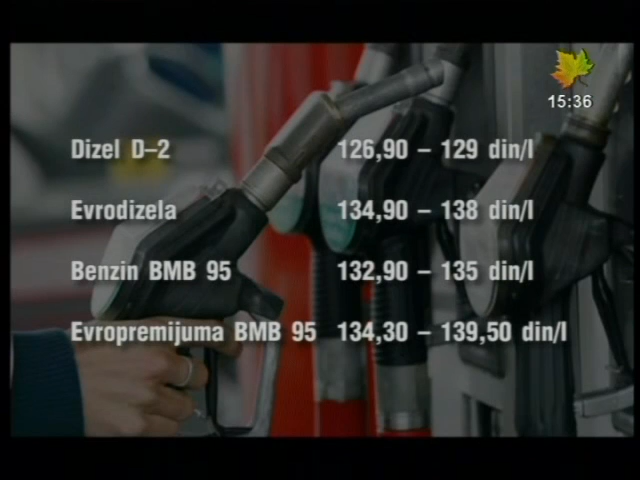 15:36
Dizel D–2 126,90 – 129 din/l
Evrodizela 134,90 – 138 din/l
Benzin BMB 95 132,90 – 135 din/l
Evropremijuma BMB 95 134,30 – 139,50 din/l